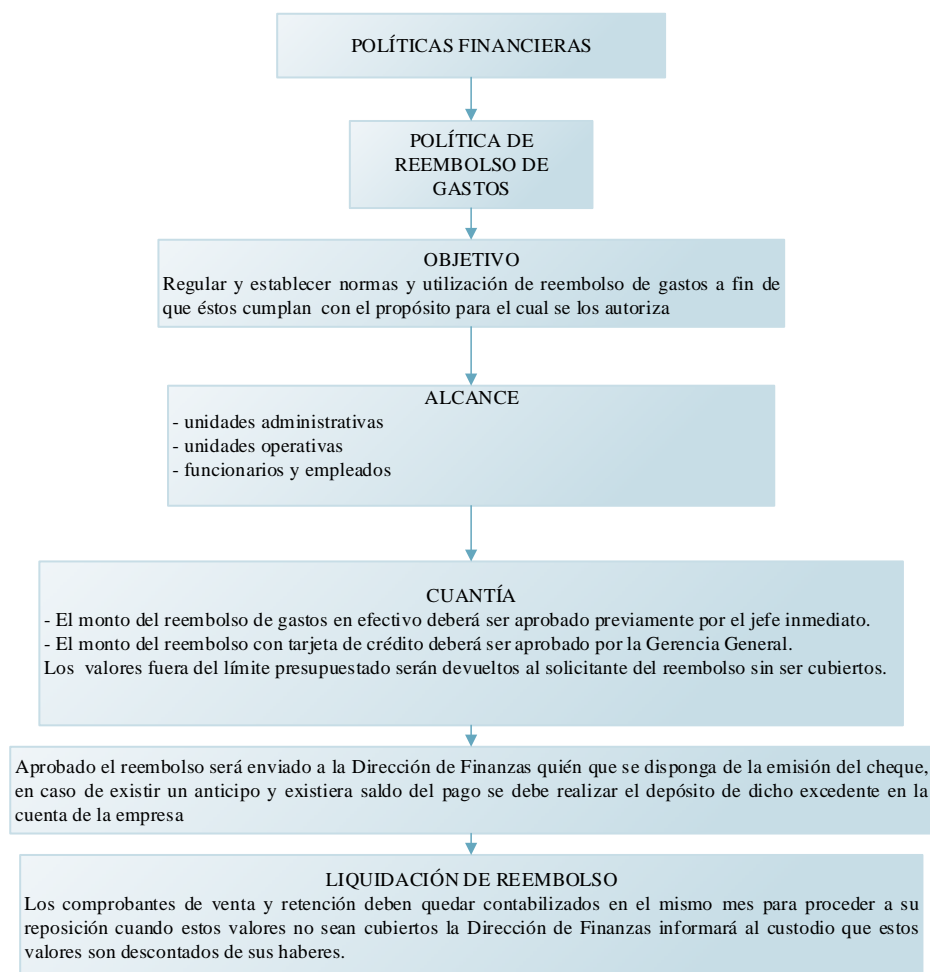 POLÍTICAS FINANCIERAS
POLÍTICA DE
REEMBOLSO DE
GASTOS
OBJETIVO
Regular y establecer normas y utilización de reembolso de gastos a fin de
que éstos cumplan con el propósito para el cual se los autoriza
ALCANCE
- unidades administrativas
- unidades operativas
- funcionarios y empleados
CUANTÍA
- El monto del reembolso de gastos en efectivo deberá ser aprobado previamente por el jefe inmediato.
- El monto del reembolso con tarjeta de crédito deberá ser aprobado por la Gerencia General.
Los valores fuera del límite presupuestado serán devueltos al solicitante del reembolso sin ser cubiertos.
Aprobado el reembolso será enviado a la Dirección de Finanzas quién que se disponga de la emisión del cheque,
en caso de existir un anticipo y existiera saldo del pago se debe realizar el depósito de dicho excedente en la
cuenta de la empresa
LIQUIDACIÓN DE REEMBOLSO
Los comprobantes de venta y retención deben quedar contabilizados en el mismo mes para proceder a su
reposición cuando estos valores no sean cubiertos la Dirección de Finanzas informará al custodio que estos
valores son descontados de sus haberes.